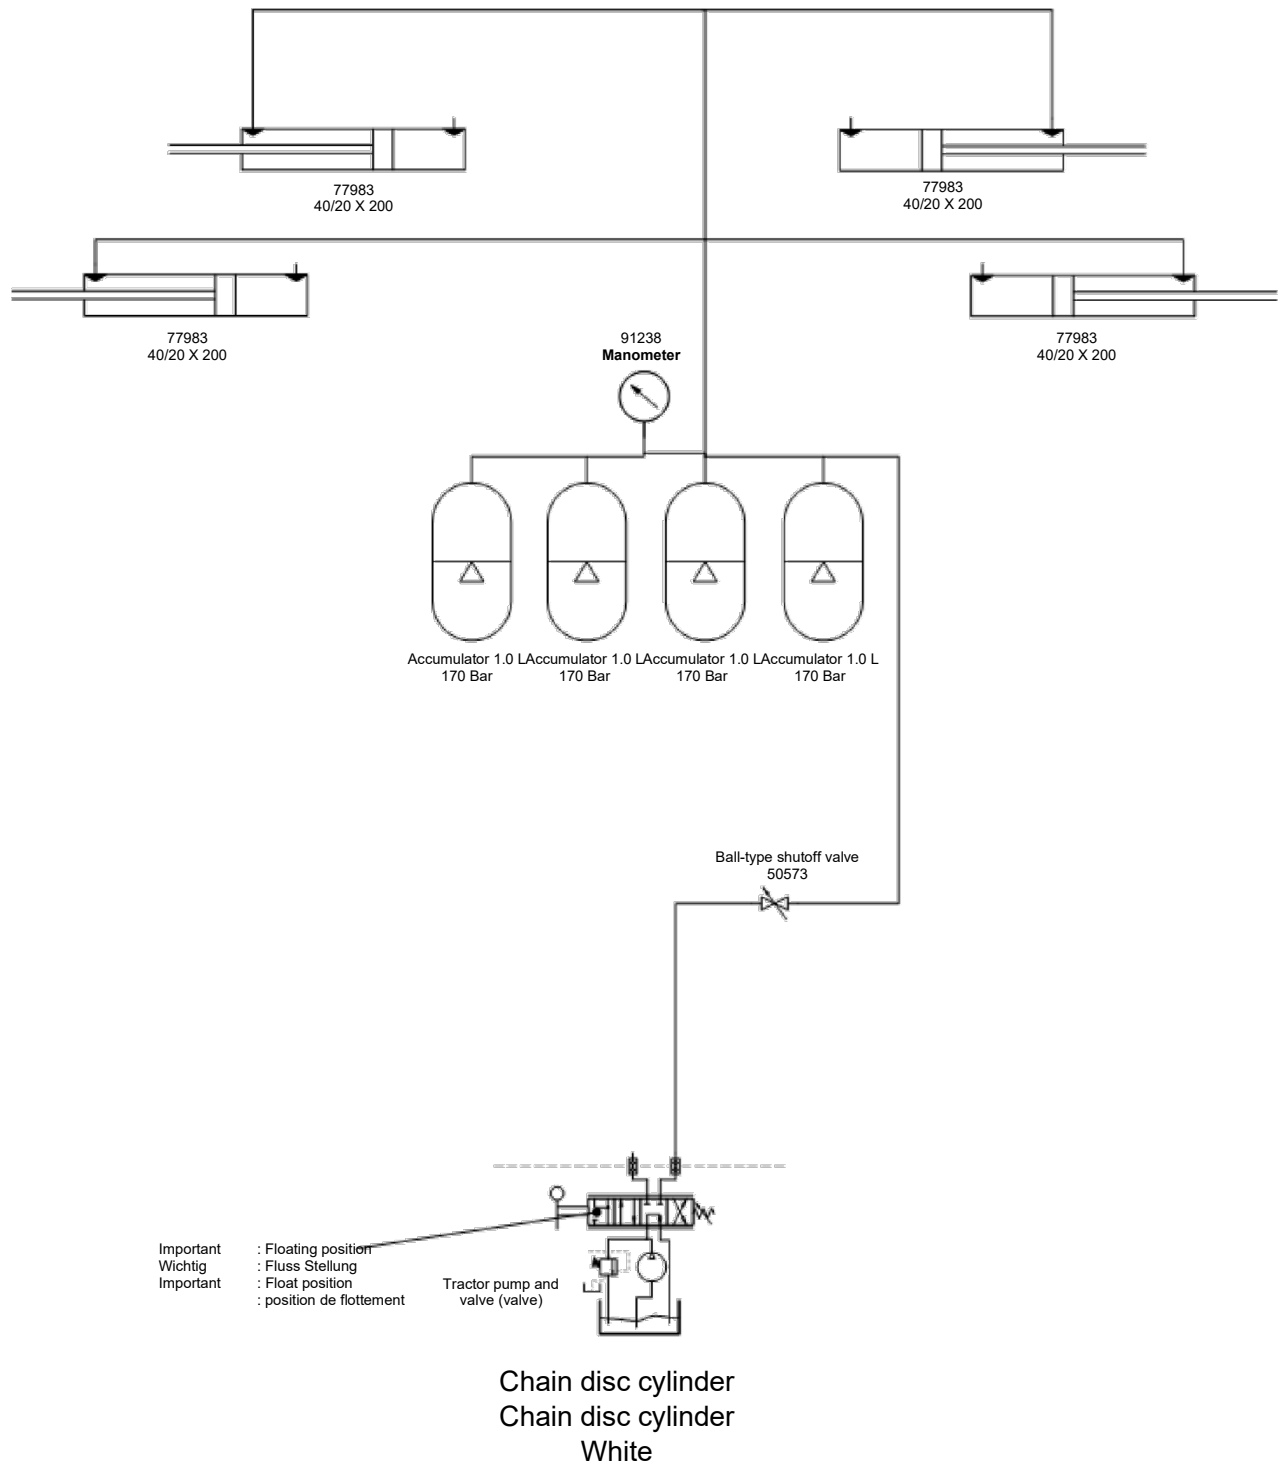 77983
40/20 X 200
77983
40/20 X 200
77983
40/20 X 200
91238
Manometer
77983
40/20 X 200
Accumulator 1.0 L Accumulator 1.0 L Accumulator 1.0 L Accumulator 1.0 L
170 Bar 170 Bar 170 Bar 170 Bar
Ball-type shutoff valve
50573
Important : Floating position
Wichtig : Fluss Stellung
Important : Float position
: position de flottement
Tractor pump and
valve (valve)
Chain disc cylinder
Chain disc cylinder
White